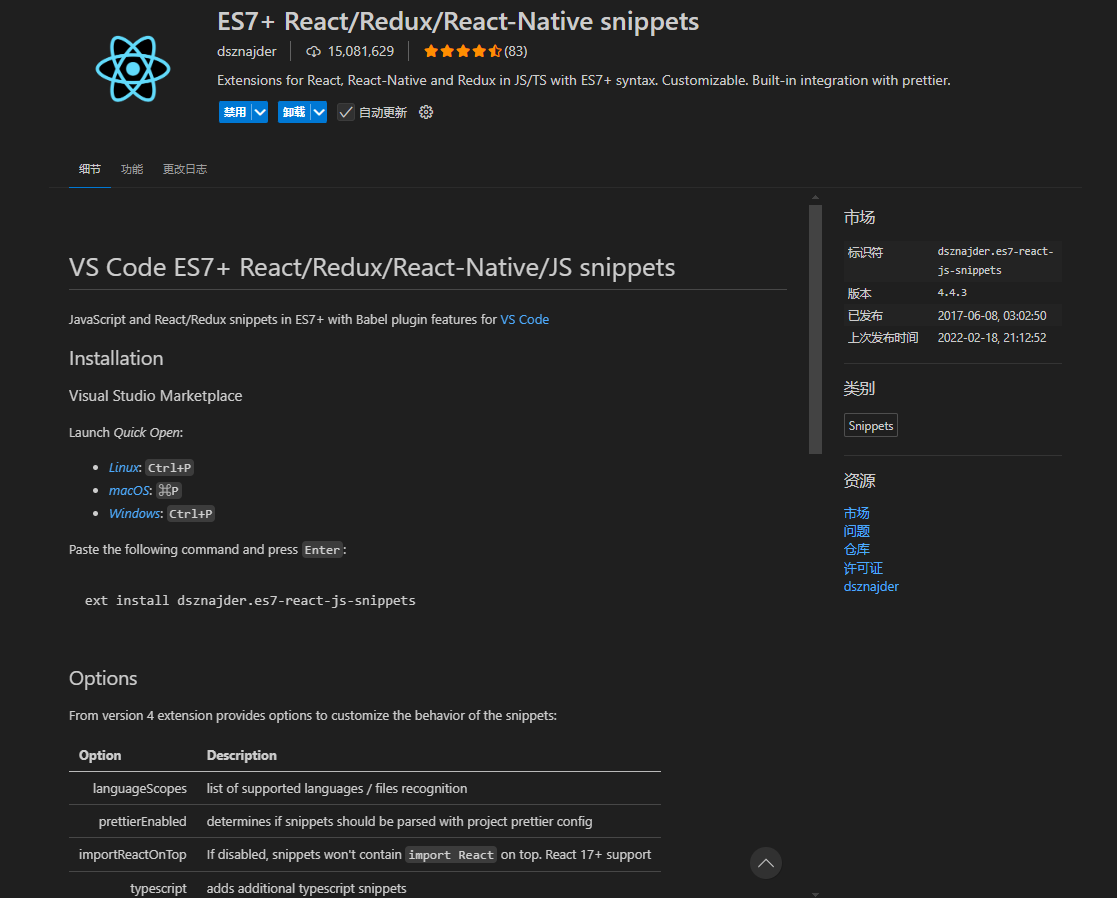 ES7+ React/Redux/React-Native snippets
dsznajder 15,081,629 (83)
Extensions for React, React-Native and Redux in JS/TS with ES7+ syntax. Customizable. Built-in integration with prettier.
禁用 卸载 自动更新
细节 功能 更改日志
VS Code ES7+ React/Redux/React-Native/JS snippets
JavaScript and React/Redux snippets in ES7+ with Babel plugin features for VS Code
Installation
Visual Studio Marketplace
Launch Quick Open:
Linux: Ctrl+P
macOS: ⌘P
Windows: Ctrl+P
Paste the following command and press Enter:
ext install dsznajder.es7-react-js-snippets
Options
From version 4 extension provides options to customize the behavior of the snippets:
Option Description
languageScopes list of supported languages / files recognition
prettierEnabled determines if snippets should be parsed with project prettier config
importReactOnTop If disabled, snippets won't contain import React on top. React 17+ support
typescript adds additional typescript snippets
市场
标识符 dsznajder.es7-react-
js-snippets
版本 4.4.3
已发布 2017-06-08, 03:02:50
上次发布时间 2022-02-18, 21:12:52
类别
Snippets
资源
市场
问题
仓库
许可证
dsznajder